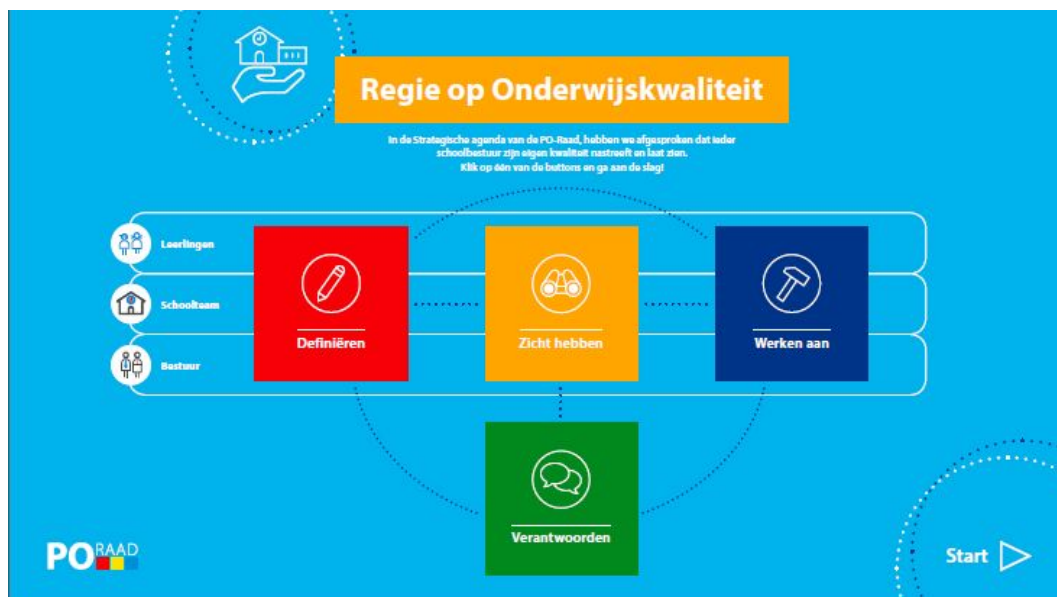 Regie op Onderwijskwaliteit
In de Strategische agenda van de PO-Raad, hebben we afgesproken dat ieder
schoolbestuur zijn eigen kwaliteit nastreeft en laat zien.
Klik op één van de buttons en ga aan de slag!
Leerlingen
Schoolteam
Bestuur
Definiëren
Zicht hebben
Werken aan
Verantwoorden
PO RAAD
Start